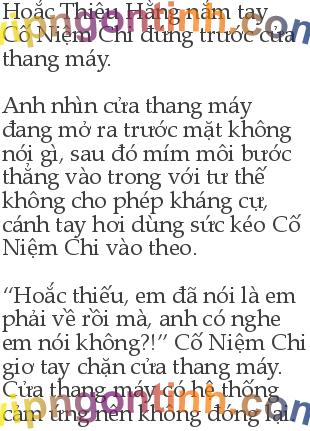 Hoắc Thiệu Hằng nắm tay
Cố Niệm Chi đứng trước cửa
thang máy.
Anh nhìn cửa thang máy
đang mở ra trước mặt không
nói gì, sau đó mím môi bước
thẳng vào trong với tư thế
không cho phép kháng cự,
cánh tay hơi dùng sức kéo Cố
Niệm Chi vào theo.
“Hoắc thiếu, em đã nói là em
phải về rồi mà, anh có nghe
em nói không?!” Cố Niệm Chi
giơ tay chặn cửa thang máy.
Cửa thang máy có hệ thống
cảm ứng nên không đóng lại.
vipngontinh.com
vipngontinh.com